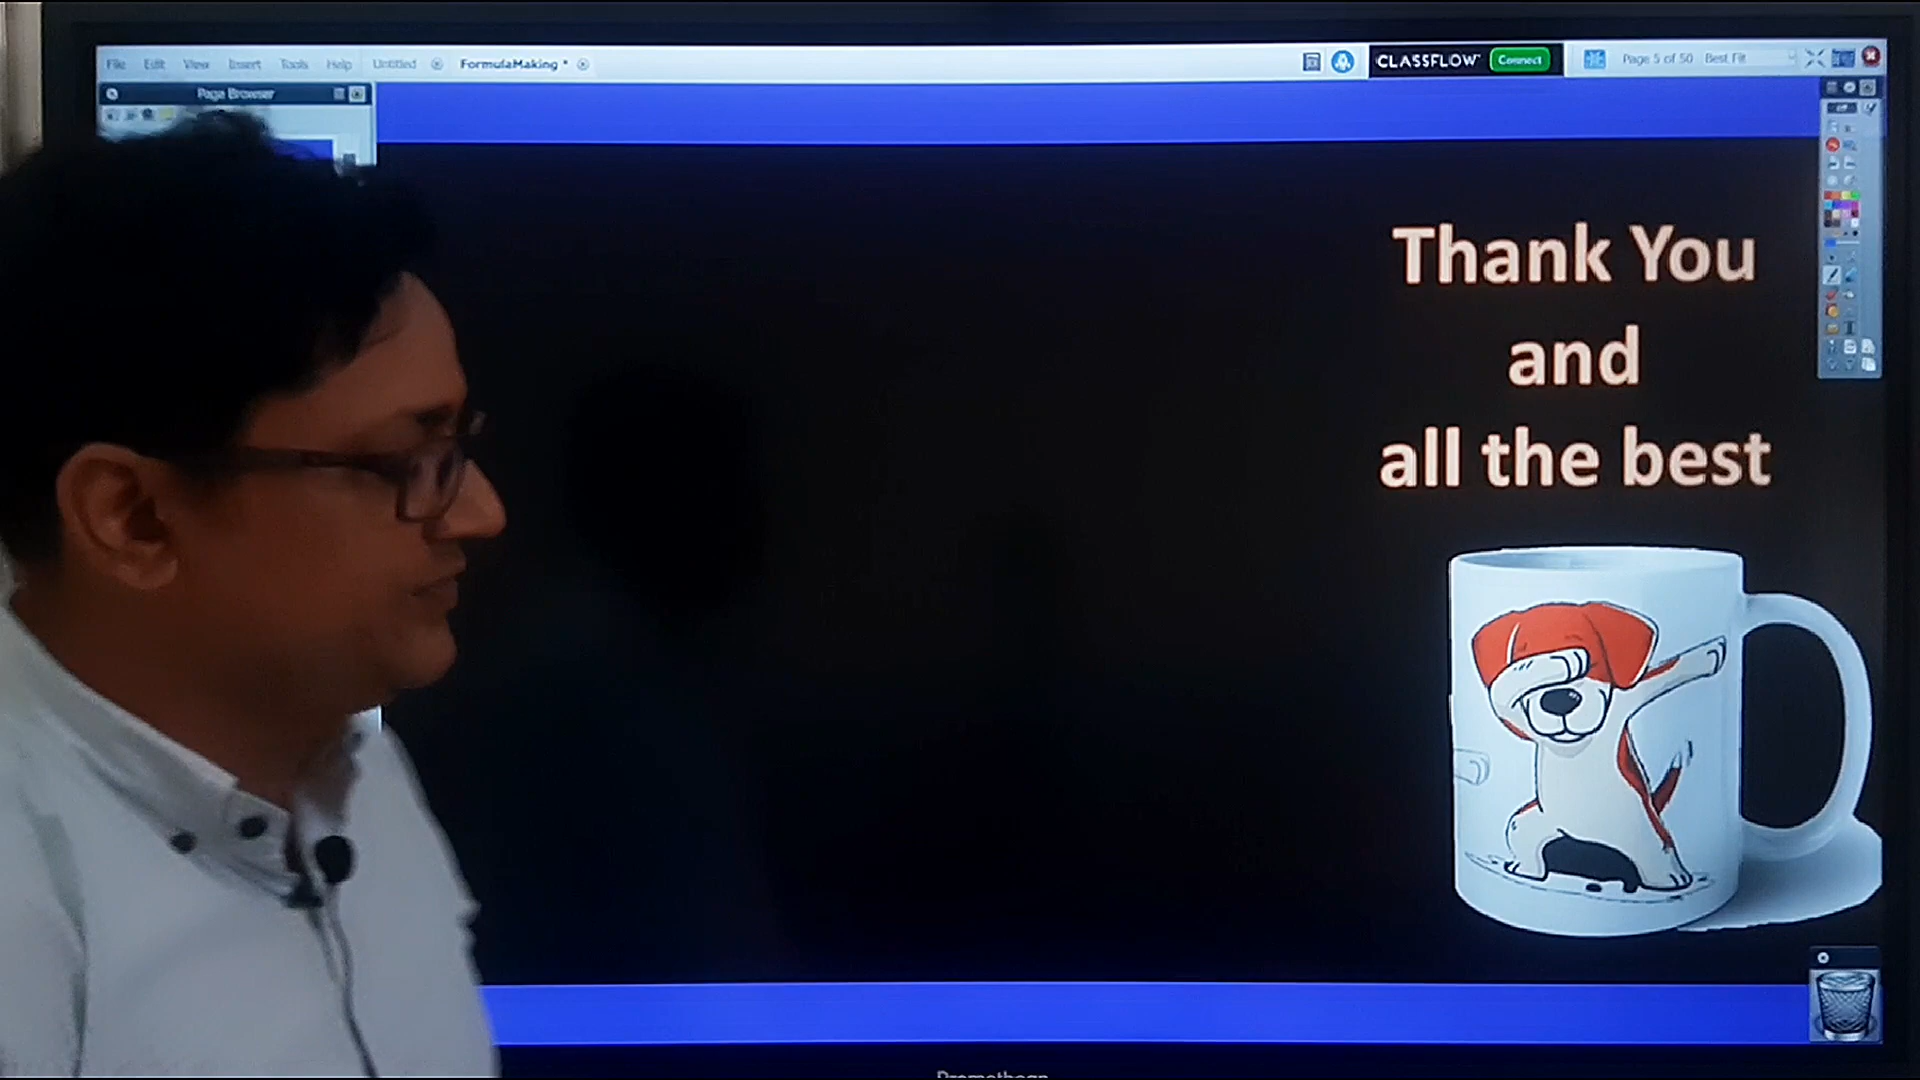 File Edit View Insert Tools Help Untitled FormulaMaking *
CLASSFLOW Connect
Page 5 of 50 Best Fit
Page Browser
Thank You
and
all the best
Promethean